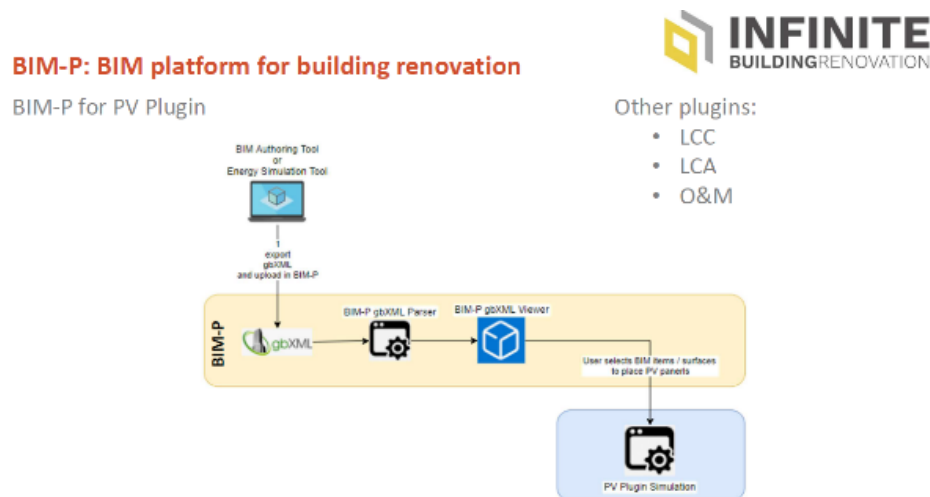 INFINITE
BUILDINGRENOVATION
BIM-P: BIM platform for building renovation
BIM-P for PV Plugin
Other plugins:
• LCC
• LCA
• O&M
BIM Authoring Tool
or
Energy Simulation Tool
1
export
gbXML
and upload in BIM-P
BIM-P
gbXML
BIM-P gbXML Parser
BIM-P gbXML Viewer
User selects BIM items / surfaces
to place PV panerls
PV Plugin Simulation